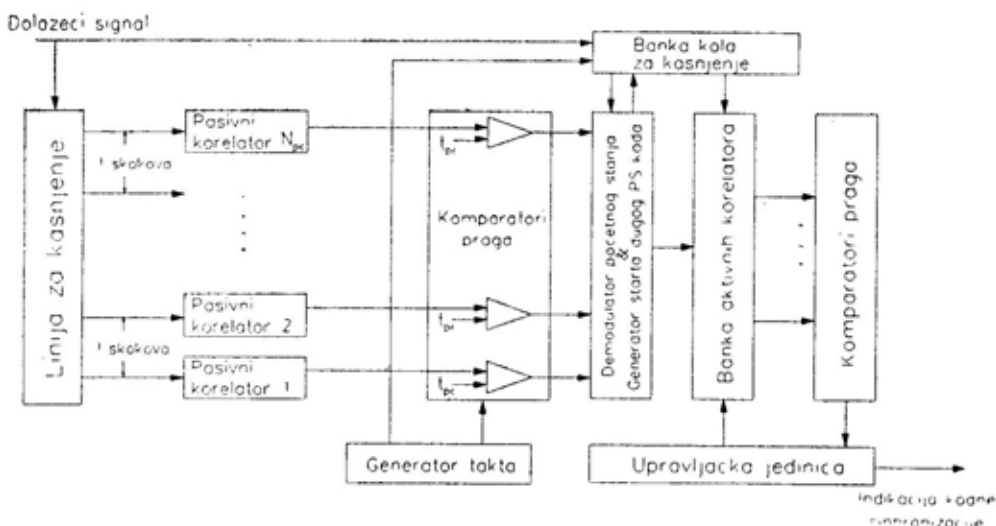 Dolazeci signal
Banka kola
za kasnjenje
Linija za kasnjenje
Pasivni
korelator Npc
skokova
Komparatori
praga
Demodulator pocetnog stanja
&
Generator starta dugog PS koda
Banka aktivnih korelatora
Komparatori praga
Pasivni
korelator 2
skokova
Pasivni
korelator 1
Generator takta
Upravljacka jedinica
Indikacija kodne